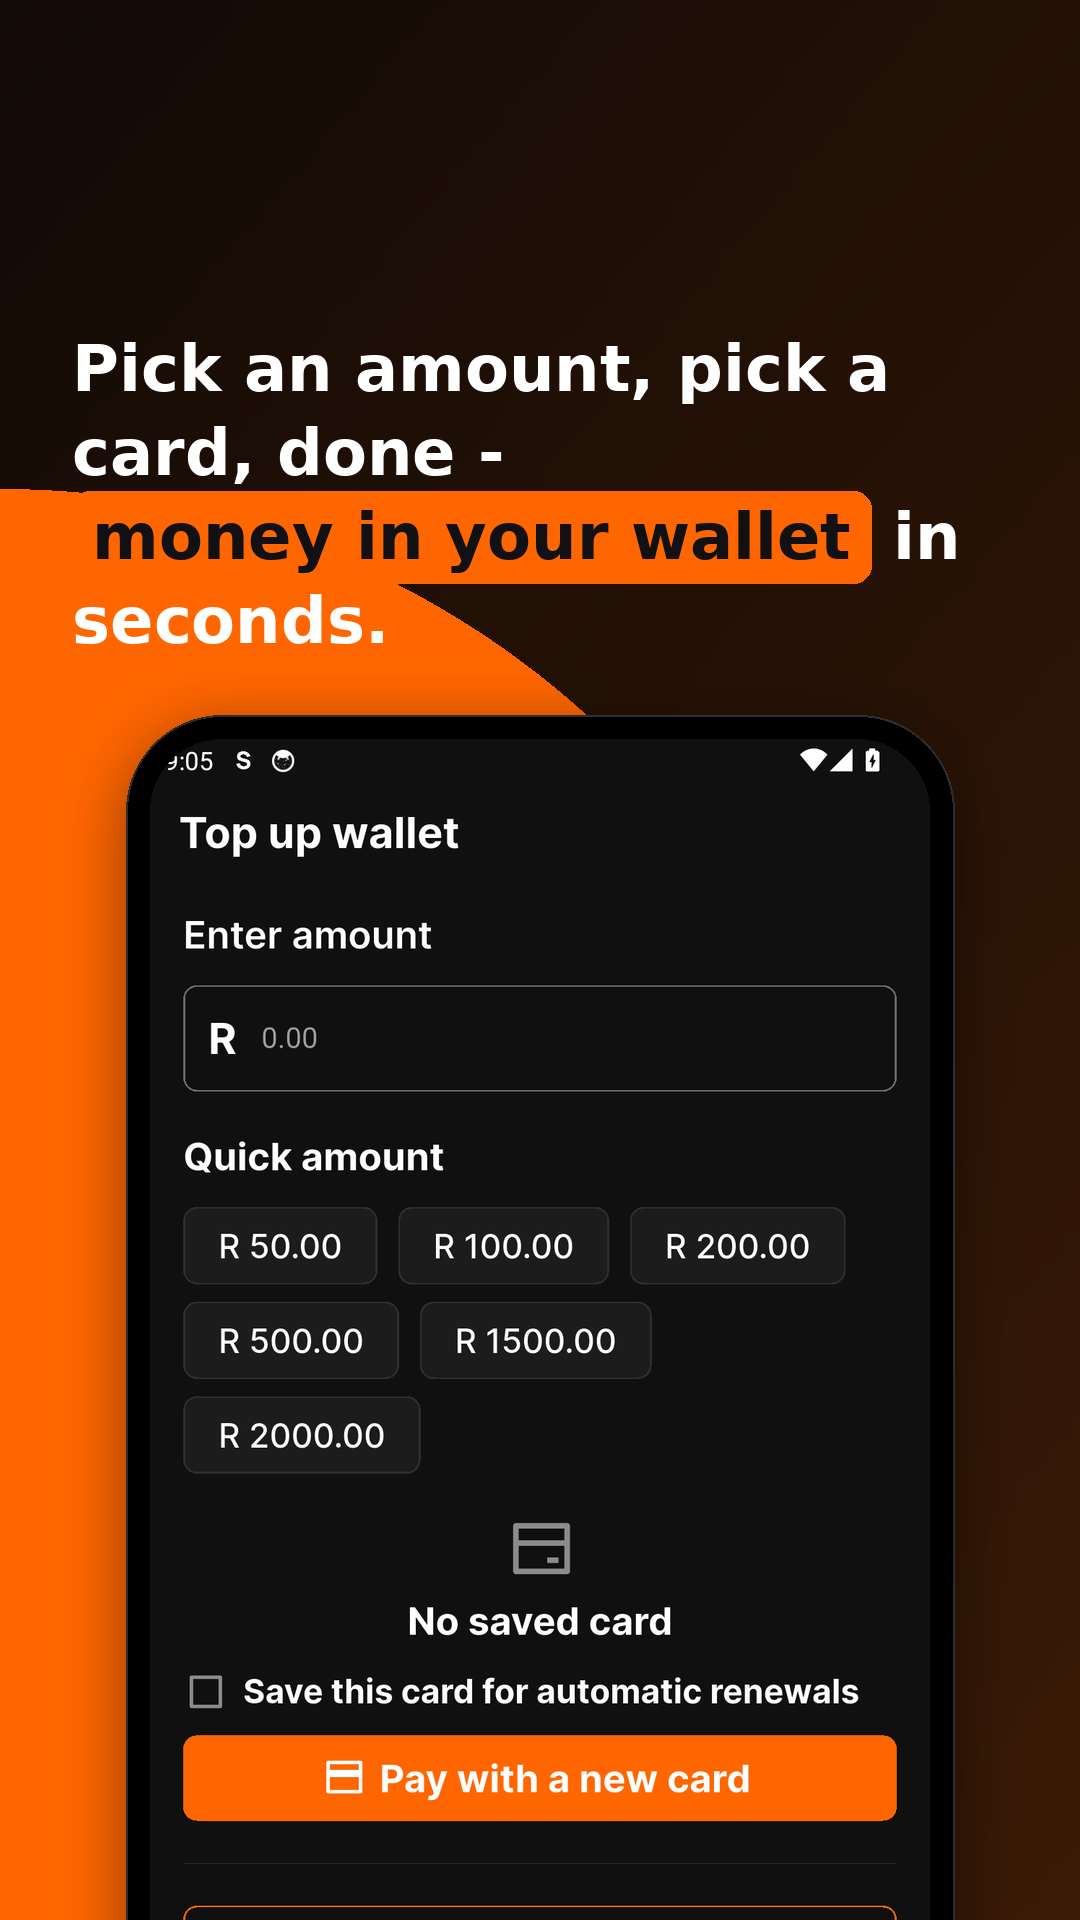 Pick an amount, pick a
card, done -
money in your wallet in
seconds.
9:05 S
Top up wallet
Enter amount
R 0.00
Quick amount
R 50.00 R 100.00 R 200.00
R 500.00 R 1500.00
R 2000.00
No saved card
Save this card for automatic renewals
Pay with a new card